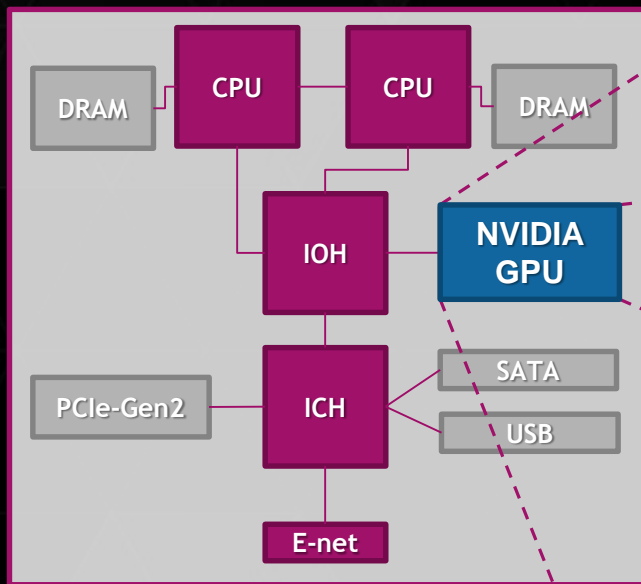 CPU
CPU
DRAM
DRAM
IOH
NVIDIA
GPU
PCIe-Gen2
ICH
SATA
USB
E-net